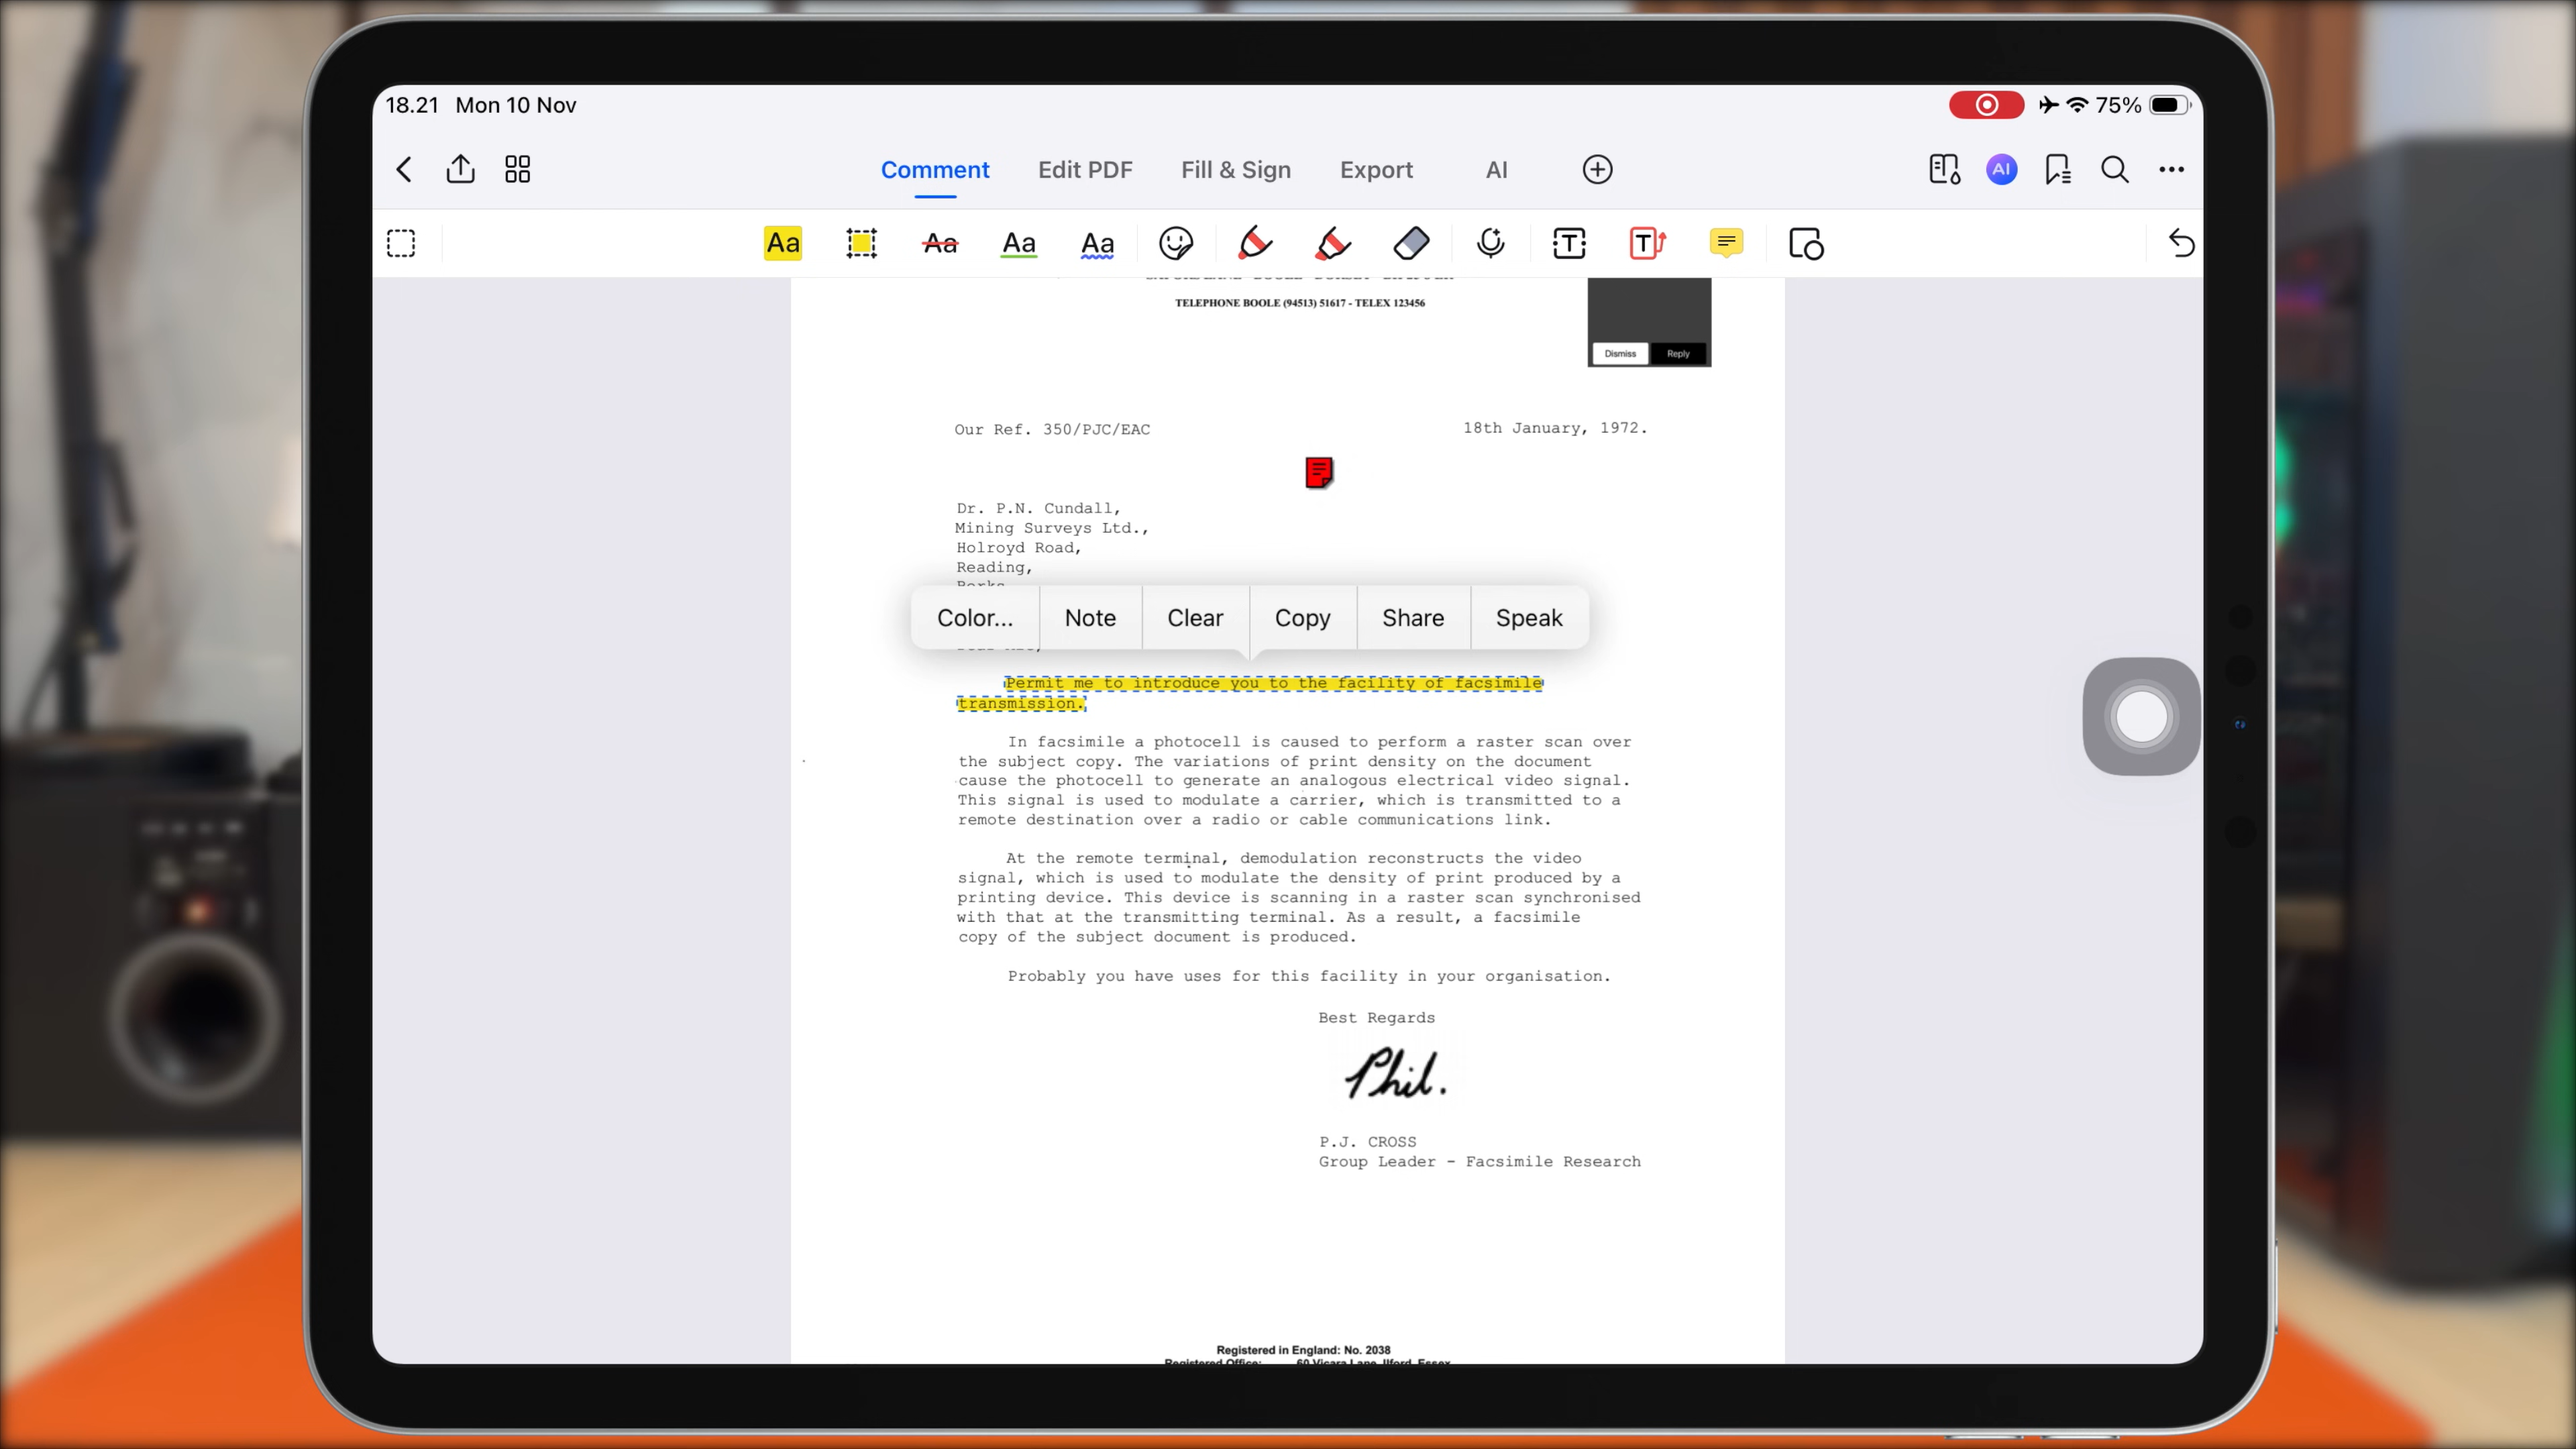 18.21 Mon 10 Nov
75%
Comment Edit PDF Fill & Sign Export AI
AI
Aa Aa Aa Aa T T
TELEPHONE BOOLE (94513) 51617 - TELEX 123456
Dismiss Reply
Our Ref. 350/PJC/EAC 18th January, 1972.
Dr. P.N. Cundall,
Mining Surveys Ltd.,
Holroyd Road,
Reading,
Color... Note Clear Copy Share Speak
Permit me to introduce you to the facility of facsimile
transmission.
In facsimile a photocell is caused to perform a raster scan over
the subject copy. The variations of print density on the document
cause the photocell to generate an analogous electrical video signal.
This signal is used to modulate a carrier, which is transmitted to a
remote destination over a radio or cable communications link.
At the remote terminal, demodulation reconstructs the video
signal, which is used to modulate the density of print produced by a
printing device. This device is scanning in a raster scan synchronised
with that at the transmitting terminal. As a result, a facsimile
copy of the subject document is produced.
Probably you have uses for this facility in your organisation.
Best Regards
Phil.
P.J. CROSS
Group Leader - Facsimile Research
Registered in England: No. 2038
Registered Office: 60 Vicara Lane, Ilford, Essex